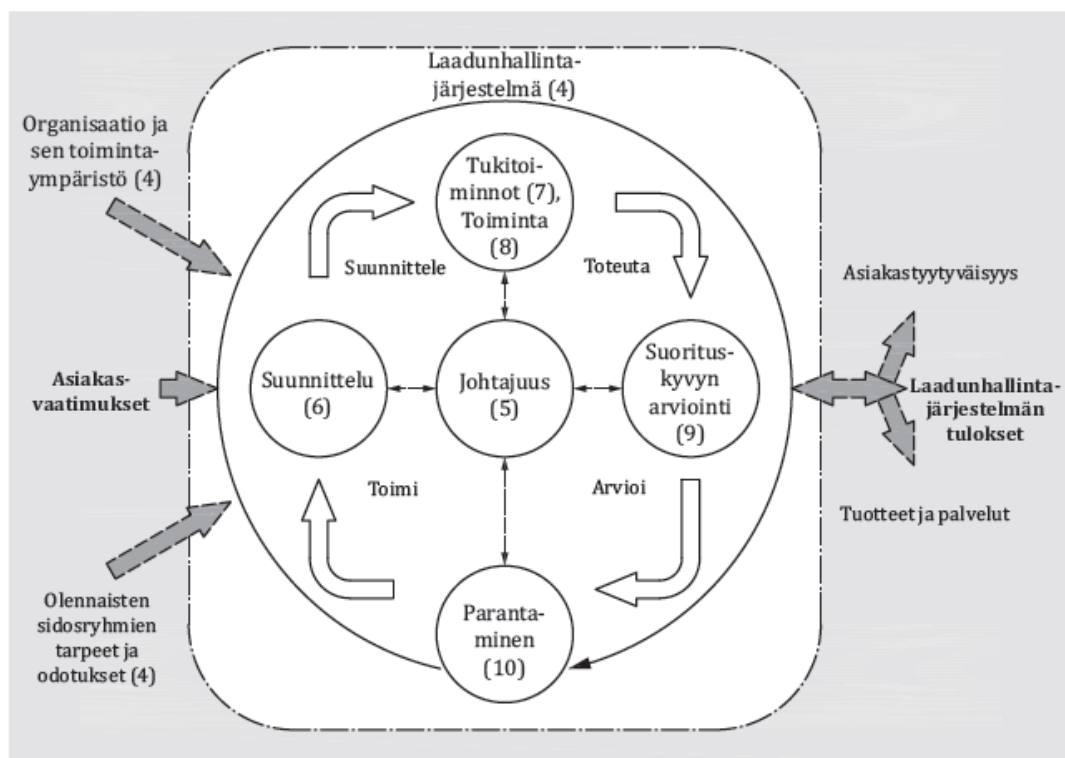 Laadunhallinta-
järjestelmä (4)
Organisaatio ja
sen toiminta-
ympäristö (4)
Tukitoi-
minnot (7),
Toiminta
(8)
Suunnittele
Toteuta
Asiakastyytyväisyys
Asiakas-
vaatimukset
Suunnittelu
(6)
Johtajuus
(5)
Suoritus-
kyvyn
arviointi
(9)
Laadunhallinta-
järjestelmän
tulokset
Toimi
Arvioi
Tuotteet ja palvelut
Olennaisten
sidosryhmien
tarpeet ja
odotukset (4)
Paranta-
minen
(10)